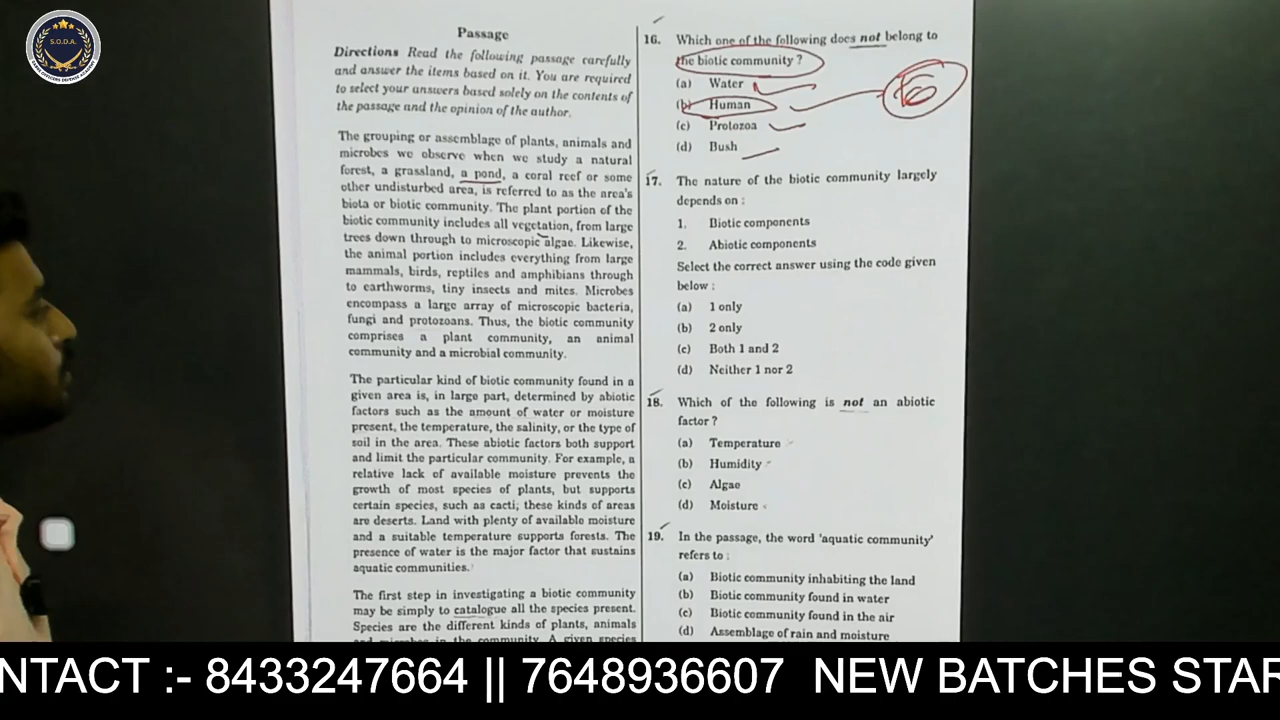 S.O.D.A.
Passage
Directions Read the following passage carefully
and answer the items based on it. You are required
to select your answers based solely on the contents of
the passage and the opinion of the author.
The grouping or assemblage of plants, animals and
microbes we observe when we study a natural
forest, a grassland, a pond, a coral reef or some
other undisturbed area, is referred to as the area's
biota or biotic community. The plant portion of the
biotic community includes all vegetation, from large
trees down through to microscopic algae. Likewise,
the animal portion includes everything from large
mammals, birds, reptiles and amphibians through
to earthworms, tiny insects and mites. Microbes
encompass a large array of microscopic bacteria,
fungi and protozoans. Thus, the biotic community
comprises a plant community, an animal
community and a microbial community.
The particular kind of biotic community found in a
given area is, in large part, determined by abiotic
factors such as the amount of water or moisture
present, the temperature, the salinity, or the type of
soil in the area. These abiotic factors both support
and limit the particular community. For example, a
relative lack of available moisture prevents the
growth of most species of plants, but supports
certain species, such as cacti; these kinds of areas
are deserts. Land with plenty of available moisture
and a suitable temperature supports forests. The
presence of water is the major factor that sustains
aquatic communities.
The first step in investigating a biotic community
may be simply to catalogue all the species present.
Species are the different kinds of plants, animals
and microbes in the community. A given species
16. Which one of the following does not belong to
the biotic community ?
(a) Water
(b) Human
(c) Protozoa
(d) Bush
17. The nature of the biotic community largely
depends on :
1. Biotic components
2. Abiotic components
Select the correct answer using the code given
below :
(a) 1 only
(b) 2 only
(c) Both 1 and 2
(d) Neither 1 nor 2
18. Which of the following is not an abiotic
factor ?
(a) Temperature
(b) Humidity
(c) Algae
(d) Moisture
19. In the passage, the word 'aquatic community'
refers to :
(a) Biotic community inhabiting the land
(b) Biotic community found in water
(c) Biotic community found in the air
(d) Assemblage of rain and moisture
NTACT :- 8433247664 || 7648936607 NEW BATCHES STAR